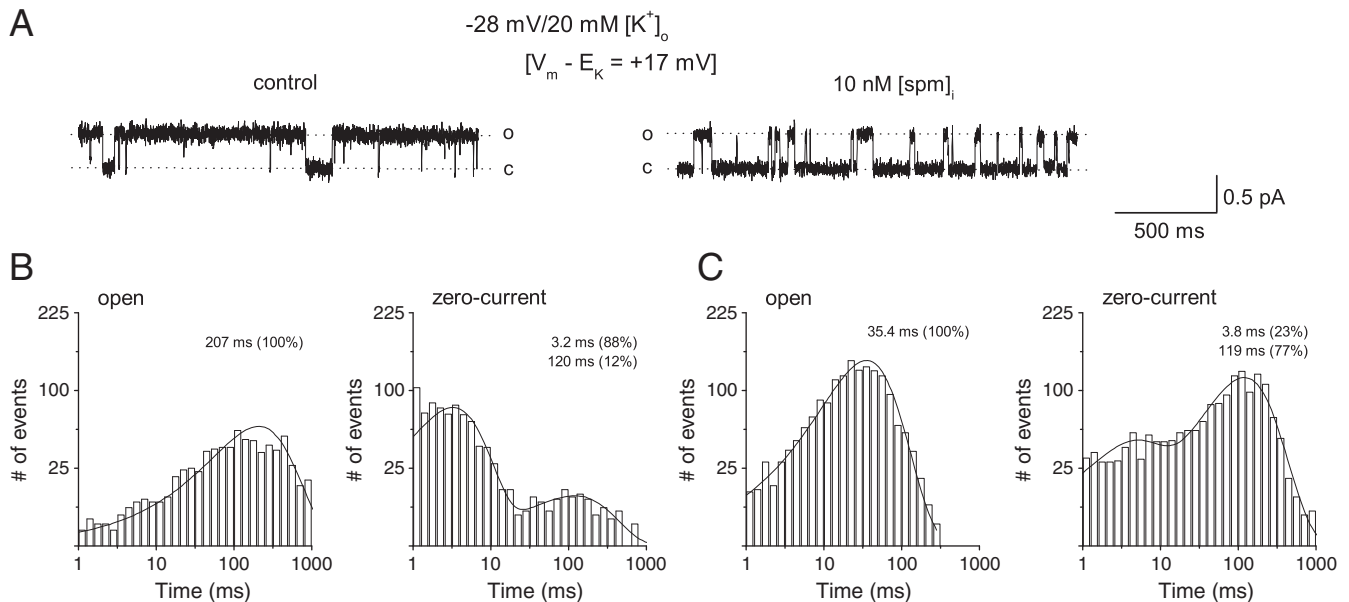 A
-28 mV/20 mM [K+]o
[Vm - EK = +17 mV]
control
10 nM [spm]i
o
c
o
c
0.5 pA
500 ms
B
open
225
100
25
# of events
207 ms (100%)
1 10 100 1000
Time (ms)
zero-current
225
100
25
# of events
3.2 ms (88%)
120 ms (12%)
1 10 100 1000
Time (ms)
C
open
225
100
25
# of events
35.4 ms (100%)
1 10 100 1000
Time (ms)
zero-current
225
100
25
# of events
3.8 ms (23%)
119 ms (77%)
1 10 100 1000
Time (ms)